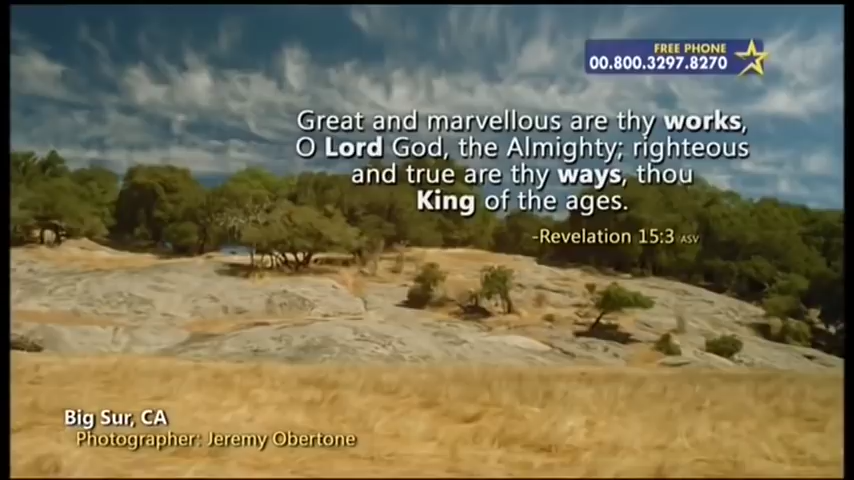 FREE PHONE
00.800.3297.8270
Great and marvellous are thy works,
O Lord God, the Almighty; righteous
and true are thy ways, thou
King of the ages.
-Revelation 15:3 ASV
Big Sur, CA
Photographer: Jeremy Obertone